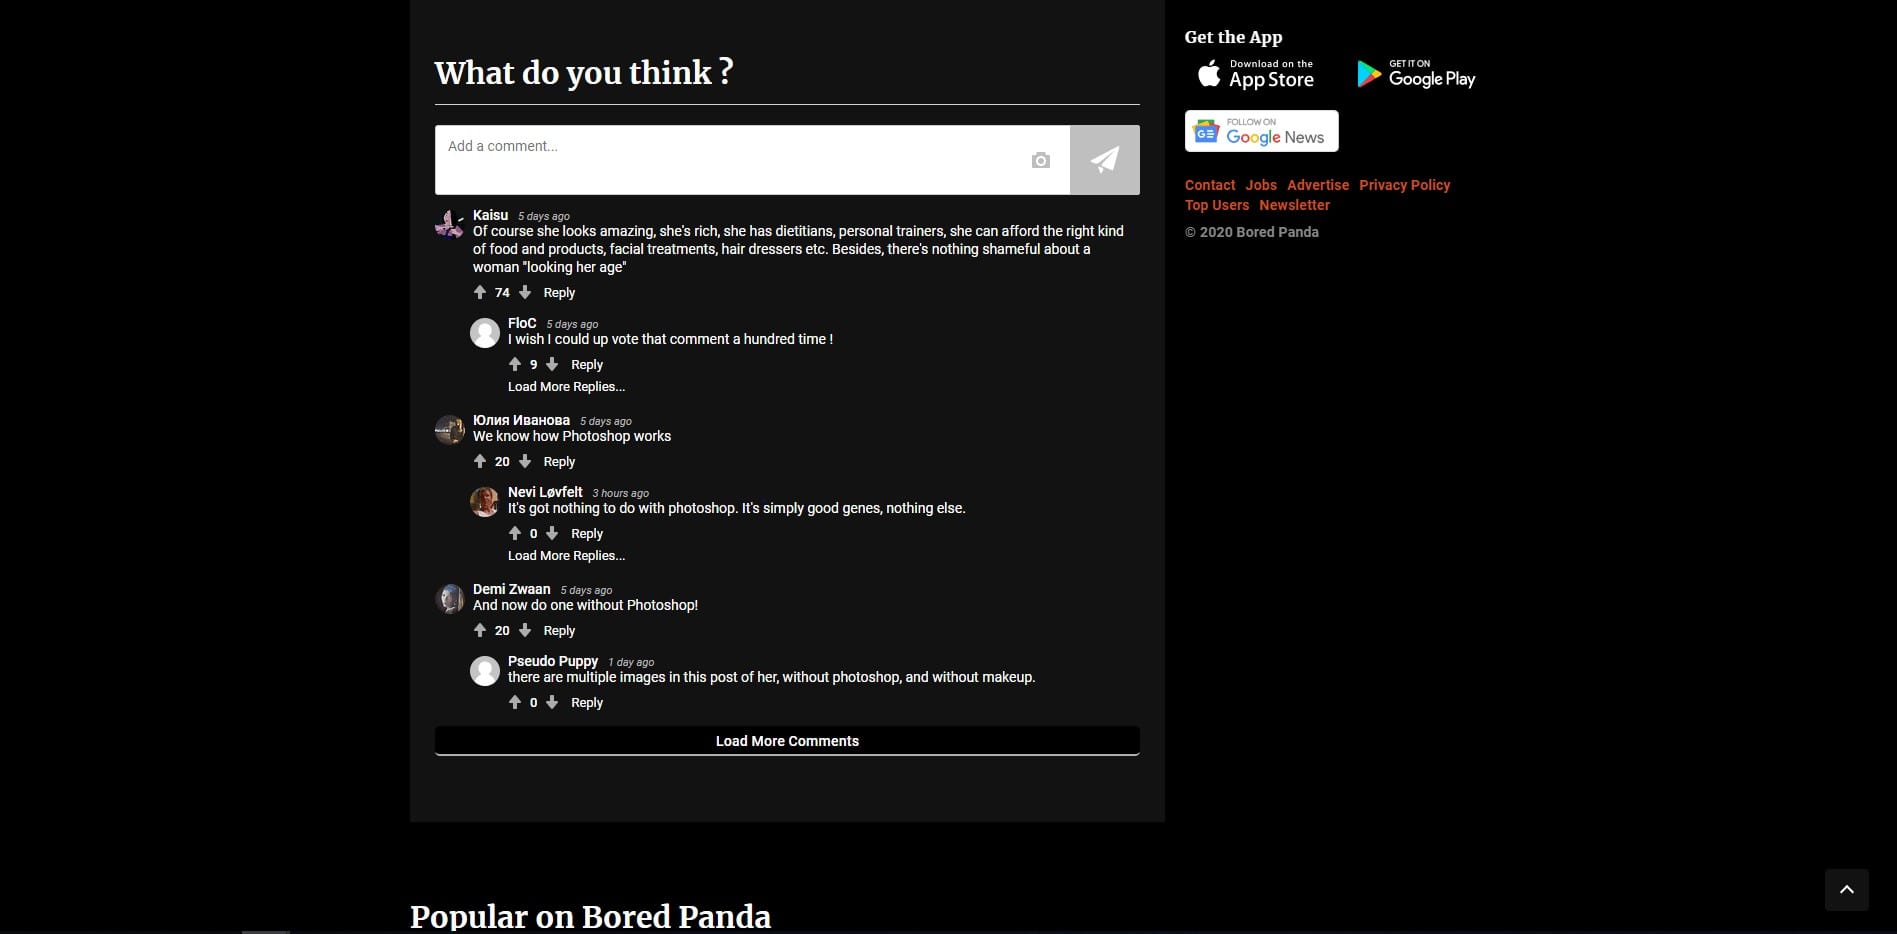 What do you think ?
Add a comment...
Kaisu 5 days ago
Of course she looks amazing, she's rich, she has dietitians, personal trainers, she can afford the right kind
of food and products, facial treatments, hair dressers etc. Besides, there's nothing shameful about a
woman "looking her age"
74 Reply
FloC 5 days ago
I wish I could up vote that comment a hundred time !
9 Reply
Load More Replies...
Юлия Иванова 5 days ago
We know how Photoshop works
20 Reply
Nevi Løvfelt 3 hours ago
It's got nothing to do with photoshop. It's simply good genes, nothing else.
0 Reply
Load More Replies...
Demi Zwaan 5 days ago
And now do one without Photoshop!
20 Reply
Pseudo Puppy 1 day ago
there are multiple images in this post of her, without photoshop, and without makeup.
0 Reply
Load More Comments
Popular on Bored Panda
Get the App
Download on the
App Store
GET IT ON
Google Play
FOLLOW ON
GE Google News
Contact Jobs Advertise Privacy Policy
Top Users Newsletter
© 2020 Bored Panda